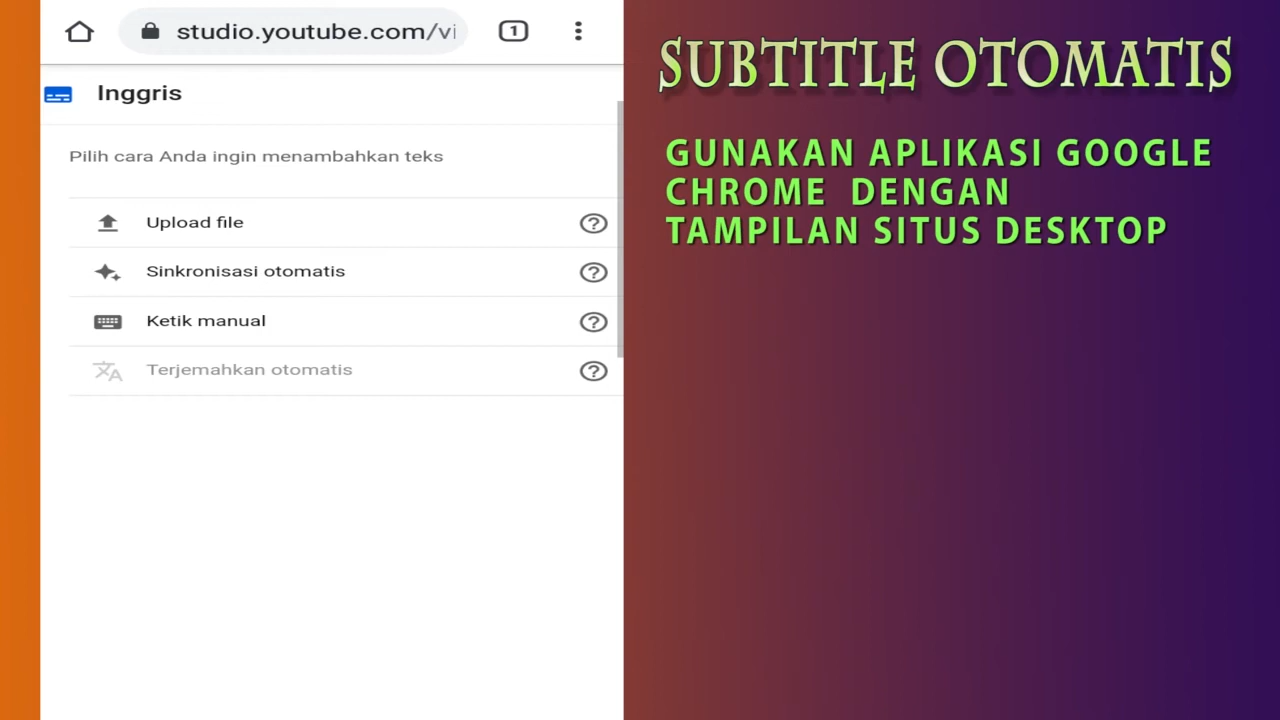 studio.youtube.com/vi
1
Inggris
Pilih cara Anda ingin menambahkan teks
Upload file
Sinkronisasi otomatis
Ketik manual
Terjemahkan otomatis
SUBTITLE OTOMATIS
GUNAKAN APLIKASI GOOGLE
CHROME DENGAN
TAMPILAN SITUS DESKTOP